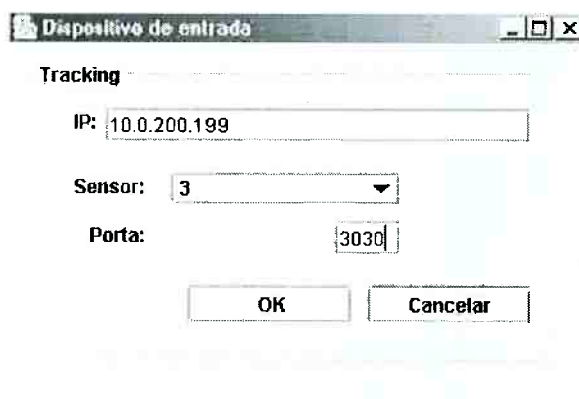 Dispositivo de entrada
Tracking
IP: 10.0.200.199
Sensor: 3
Porta: 3030
OK Cancelar